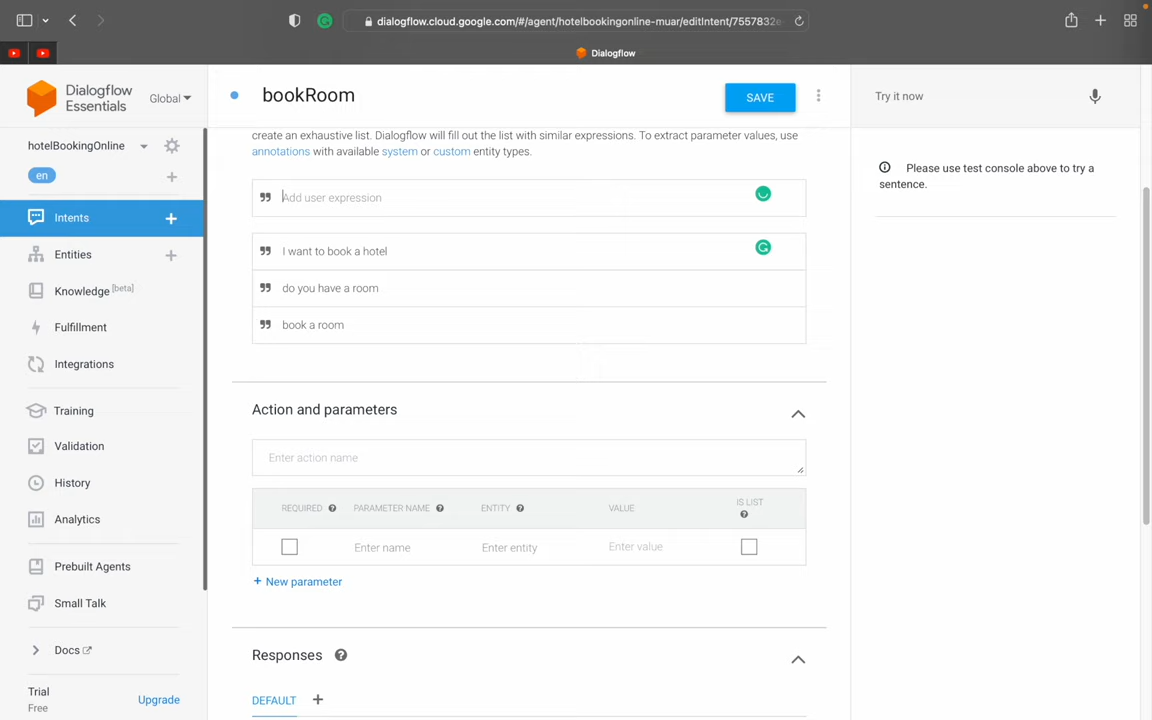 dialogflow.cloud.google.com/#/agent/hotelbookingonline-muar/editIntent/7557832e-
Dialogflow
Dialogflow
Essentials
Global
hotelBookingOnline
en
Intents
Entities
Knowledge [beta]
Fulfillment
Integrations
Training
Validation
History
Analytics
Prebuilt Agents
Small Talk
Docs
Trial
Free
Upgrade
bookRoom
SAVE
create an exhaustive list. Dialogflow will fill out the list with similar expressions. To extract parameter values, use
annotations with available system or custom entity types.
Add user expression
I want to book a hotel
do you have a room
book a room
Action and parameters
Enter action name
REQUIRED ? PARAMETER NAME ? ENTITY ? VALUE IS LIST ?
Enter name Enter entity Enter value
+ New parameter
Responses ?
DEFAULT +
Try it now
Please use test console above to try a
sentence.